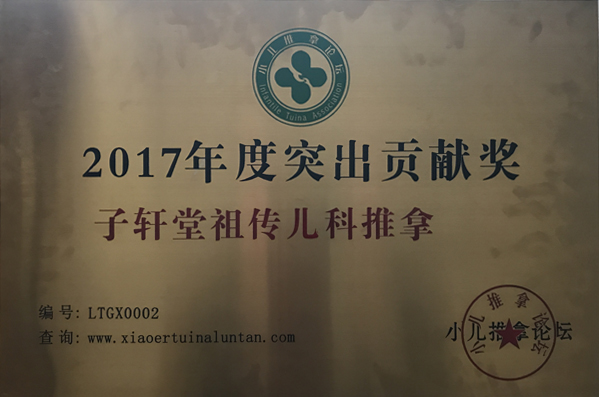 小儿推拿论坛
Infantile Tuina Association
2017年度突出贡献奖
子轩堂祖传儿科推拿
编号: LTGX0002
查询: www.xiaoertuinaluntan.com
小儿推拿论坛
小儿推拿论坛